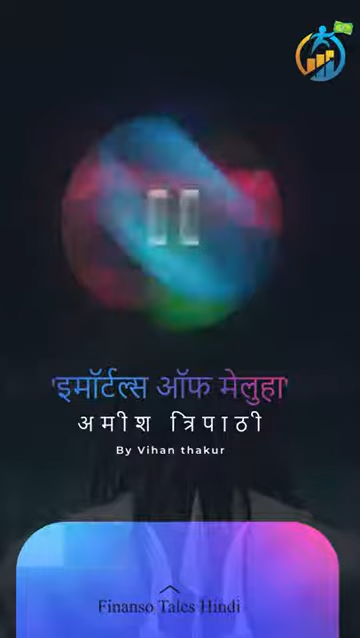 'इमॉर्टल्स ऑफ मेलुहा'
अमीश त्रिपाठी
By Vihan thakur
Finanso Tales Hindi